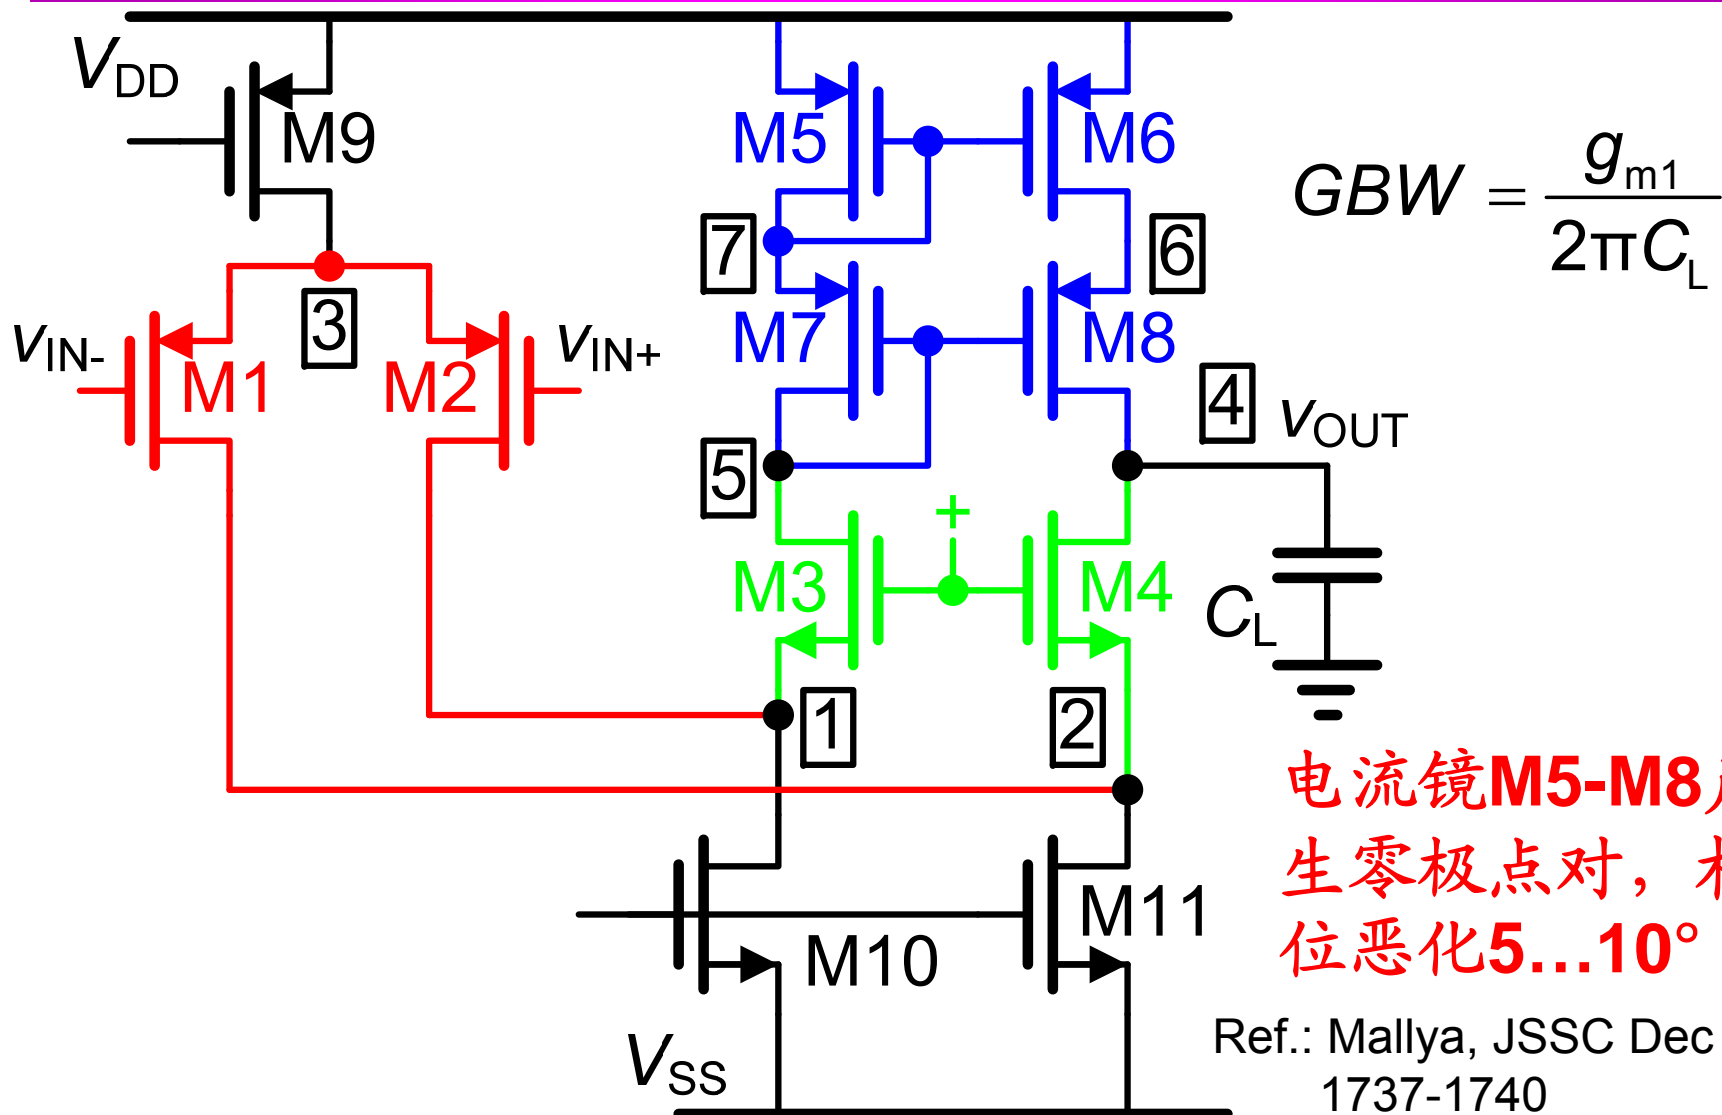 VDD
M9
M5
M6
GBW = gm1 / 2πCL
7
6
3
vIN-
M1
M2
vIN+
M7
M8
4
vOUT
5
+
M3
M4
CL
1
2
电流镜M5-M8
生零极点对，
位恶化5…10°
M10
M11
VSS
Ref.: Mallya, JSSC Dec
1737-1740